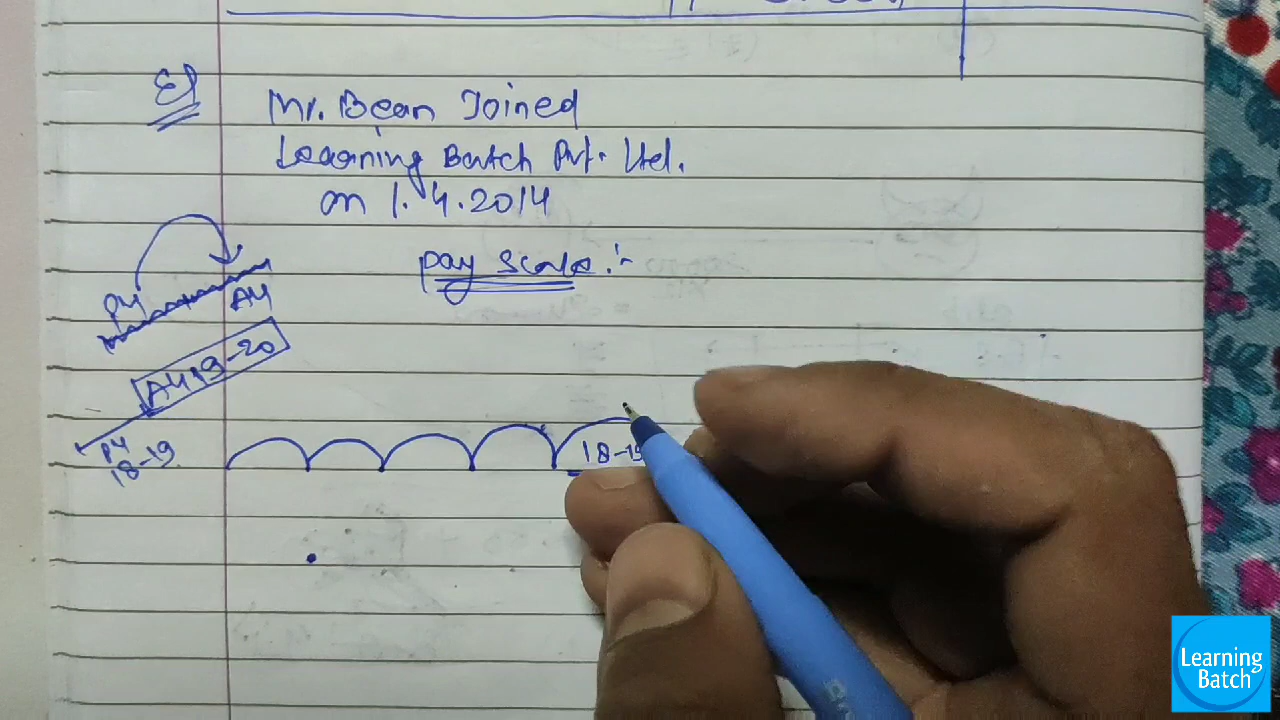 Eg
Mr. Bean Joined
Learning Batch Pvt. Ltd.
on 1.4.2014
Pay Scale :-
PY
AY
AY 19-20
PY
18-19
18-19
Learning
Batch